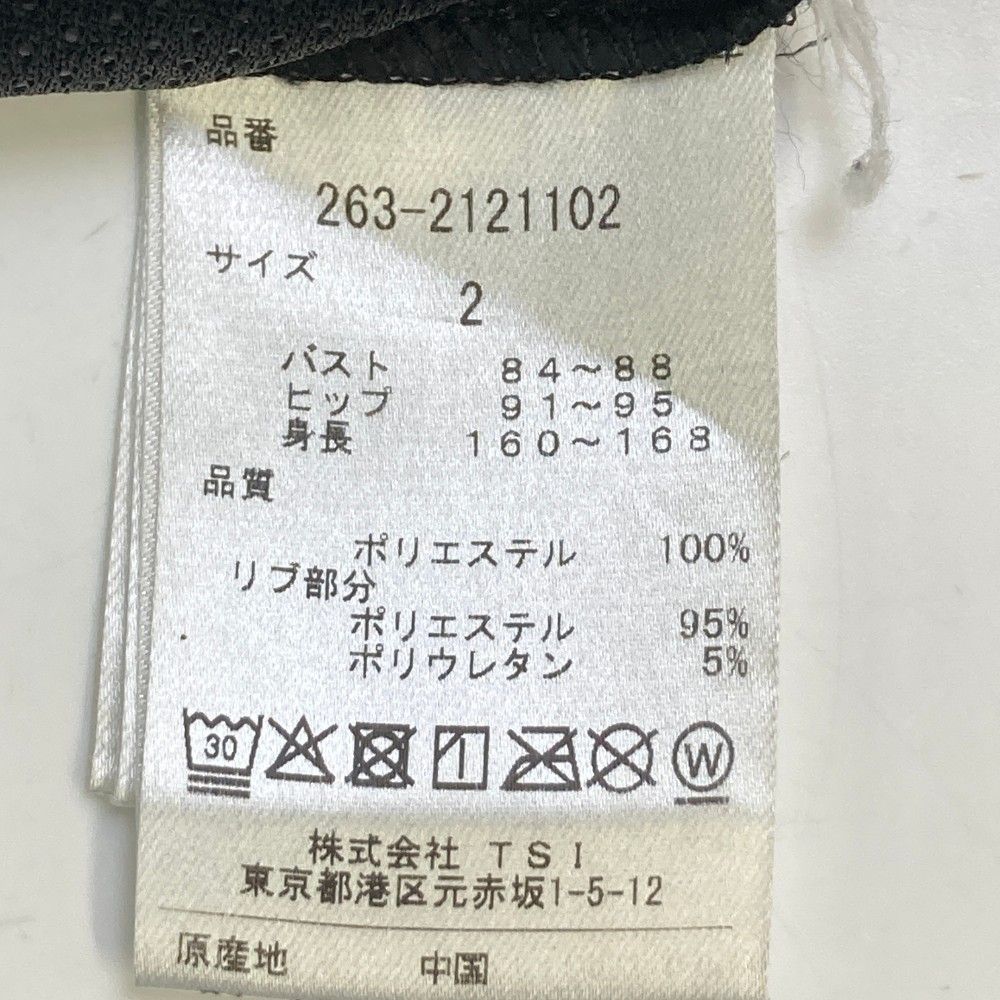 品番
263-2121102
サイズ
2
バスト 84～88
ヒップ 91～95
身長 160～168
品質
ポリエステル 100%
リブ部分
ポリエステル 95%
ポリウレタン 5%
30
W
株式会社 TSI
東京都港区元赤坂1-5-12
原産地 中国